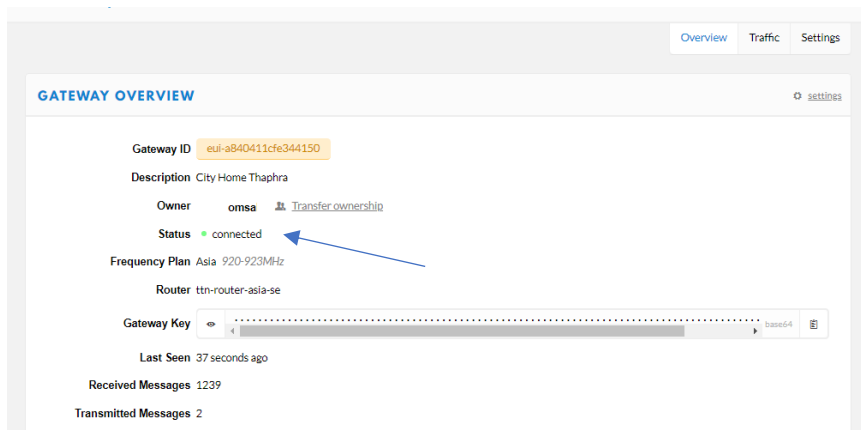 Overview Traffic Settings
GATEWAY OVERVIEW settings
Gateway ID eui-a840411cfe344150
Description City Home Thaphra
Owner omsa Transfer ownership
Status connected
Frequency Plan Asia 920-923MHz
Router ttn-router-asia-se
Gateway Key base64
Last Seen 37 seconds ago
Received Messages 1239
Transmitted Messages 2